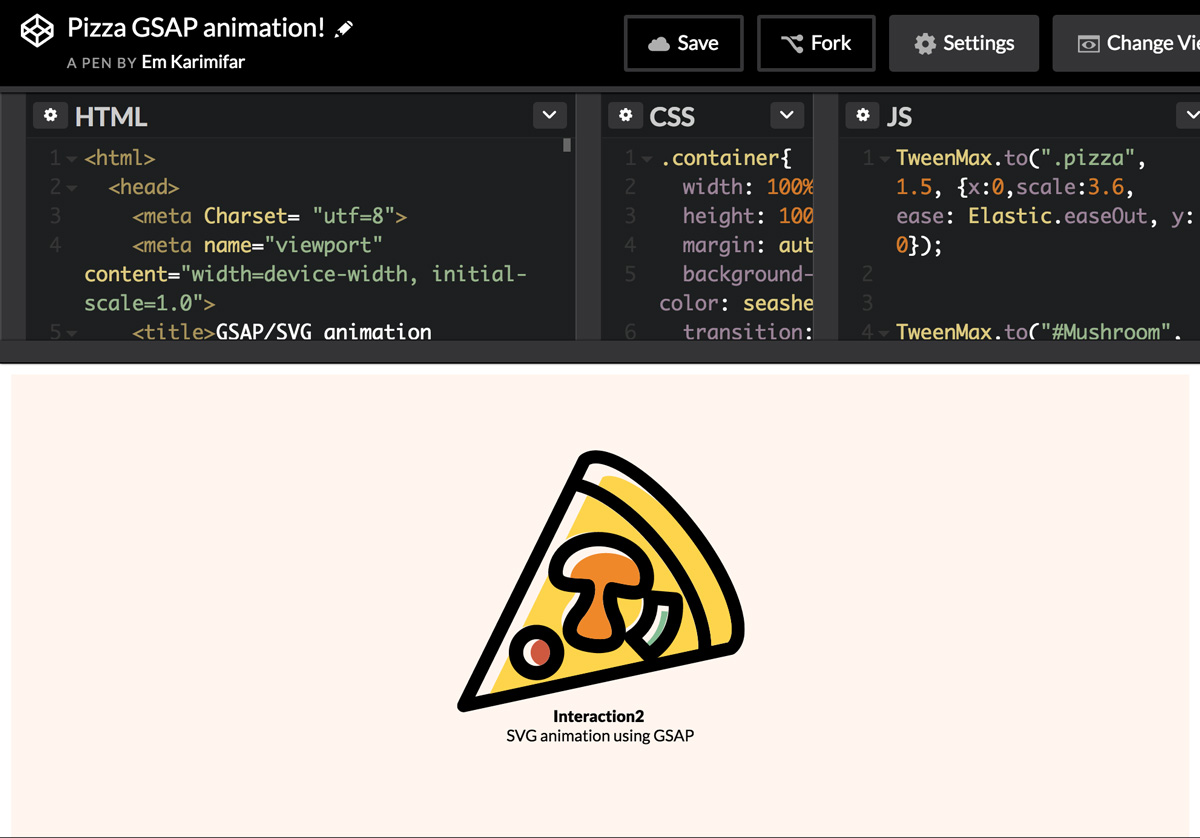 Pizza GSAP animation!
A PEN BY Em Karimifar
Save
Fork
Settings
Change
HTML
1 <html>
2 <head>
3 <meta Charset= "utf=8">
4 <meta name="viewport"
content="width=device-width, initial-
scale=1.0">
5 <title>GSAP/SVG animation
CSS
1 .container{
2 width: 100%
3 height: 100
4 margin: aut
5 background-
color: seashe
6 transition:
JS
1 TweenMax.to(".pizza",
1.5, {x:0,scale:3.6,
ease: Elastic.easeOut, y:
0});
2
3
4 TweenMax.to("#Mushroom",
Interaction2
SVG animation using GSAP